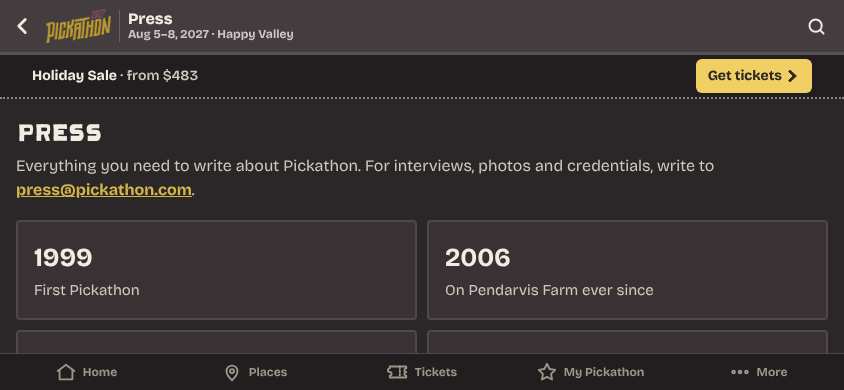 PICKATHON
Press
Aug 5–8, 2027 · Happy Valley
Holiday Sale · from $483
Get tickets
PRESS
Everything you need to write about Pickathon. For interviews, photos and credentials, write to
press@pickathon.com.
1999
First Pickathon
2006
On Pendarvis Farm ever since
Home
Places
Tickets
My Pickathon
More